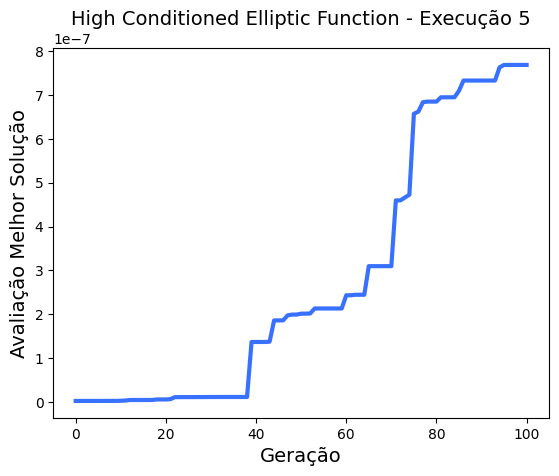 High Conditioned Elliptic Function - Execução 5
1e−7
8
7
6
5
4
3
2
1
0
Avaliação Melhor Solução
0 20 40 60 80 100
Geração